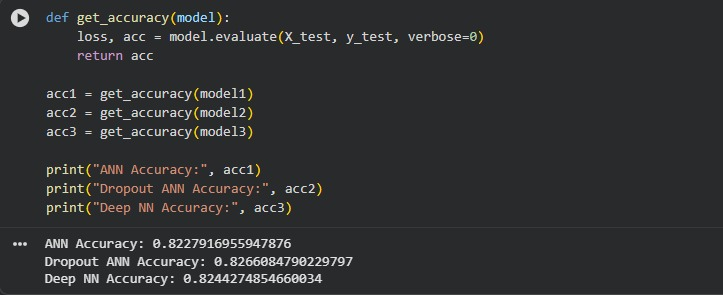 def get_accuracy(model):
    loss, acc = model.evaluate(X_test, y_test, verbose=0)
    return acc

acc1 = get_accuracy(model1)
acc2 = get_accuracy(model2)
acc3 = get_accuracy(model3)

print("ANN Accuracy:", acc1)
print("Dropout ANN Accuracy:", acc2)
print("Deep NN Accuracy:", acc3)

ANN Accuracy: 0.8227916955947876
Dropout ANN Accuracy: 0.8266084790229797
Deep NN Accuracy: 0.8244274854660034